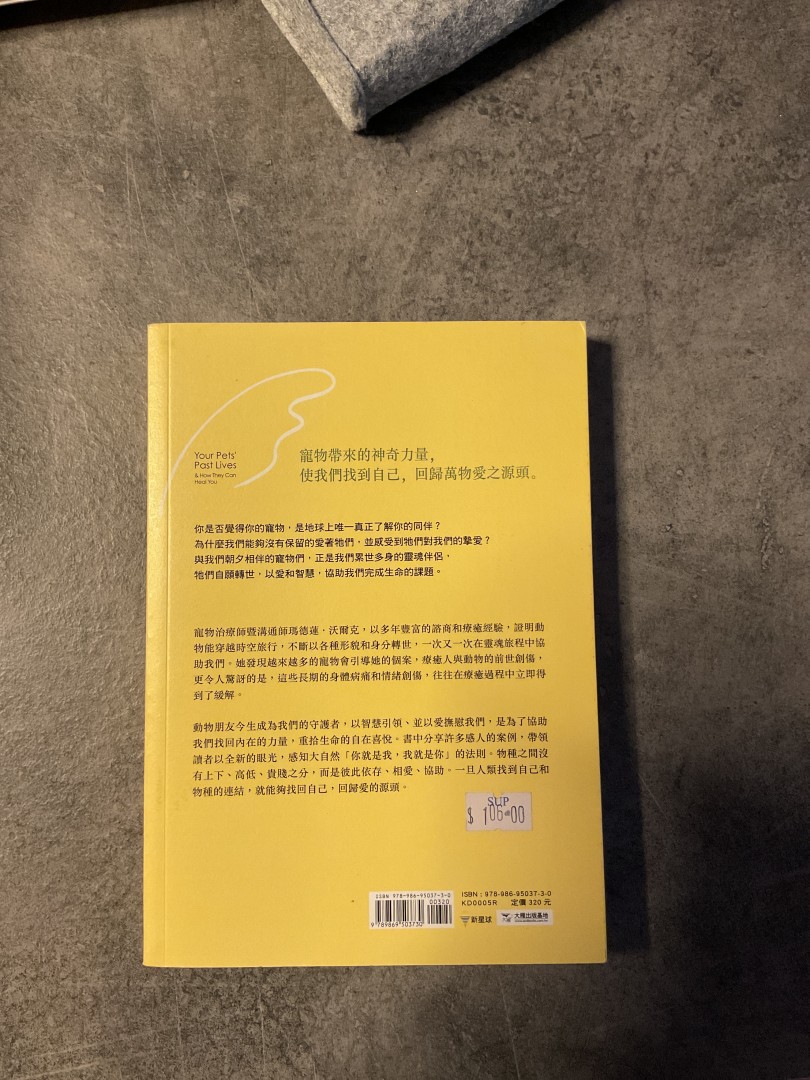 Your Pets'
Past Lives
& How They Can
Heal You
寵物帶來的神奇力量，
使我們找到自己，回歸萬物愛之源頭。
你是否覺得你的寵物，是地球上唯一真正了解你的同伴？
為什麼我們能夠沒有保留的愛著牠們，並感受到牠們對我們的摯愛？
與我們朝夕相伴的寵物們，正是我們累世多身的靈魂伴侶，
牠們自願轉世，以愛和智慧，協助我們完成生命的課題。
寵物治療師暨溝通師瑪德蓮．沃爾克，以多年豐富的諮商和療癒經驗，證明動
物能穿越時空旅行，不斷以各種形貌和身分轉世，一次又一次在靈魂旅程中協
助我們。她發現越來越多的寵物會引導她的個案，療癒人與動物的前世創傷，
更令人驚訝的是，這些長期的身體病痛和情緒創傷，往往在療癒過程中立即得
到了緩解。
動物朋友今生成為我們的守護者，以智慧引領、並以愛撫慰我們，是為了協助
我們找回內在的力量，重拾生命的自在喜悅。書中分享許多感人的案例，帶領
讀者以全新的眼光，感知大自然「你就是我，我就是你」的法則。物種之間沒
有上下、高低、貴賤之分，而是彼此依存、相愛、協助。一旦人類找到自己和
物種的連結，就能夠找回自己，回歸愛的源頭。
SUP
$ 106.00
ISBN 978-986-95037-3-0
00320
9 789869 503730
ISBN：978-986-95037-3-0
KD0005R 定價 320 元
新星球
大雁出版基地